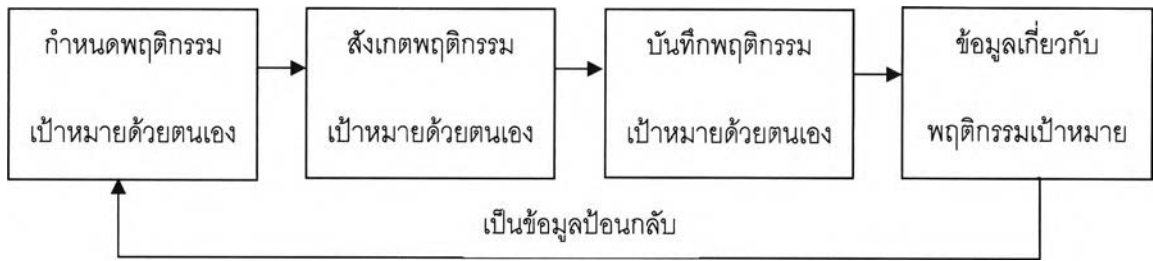 กำหนดพฤติกรรม
เป้าหมายด้วยตนเอง
สังเกตพฤติกรรม
เป้าหมายด้วยตนเอง
บันทึกพฤติกรรม
เป้าหมายด้วยตนเอง
ข้อมูลเกี่ยวกับ
พฤติกรรมเป้าหมาย
เป็นข้อมูลป้อนกลับ